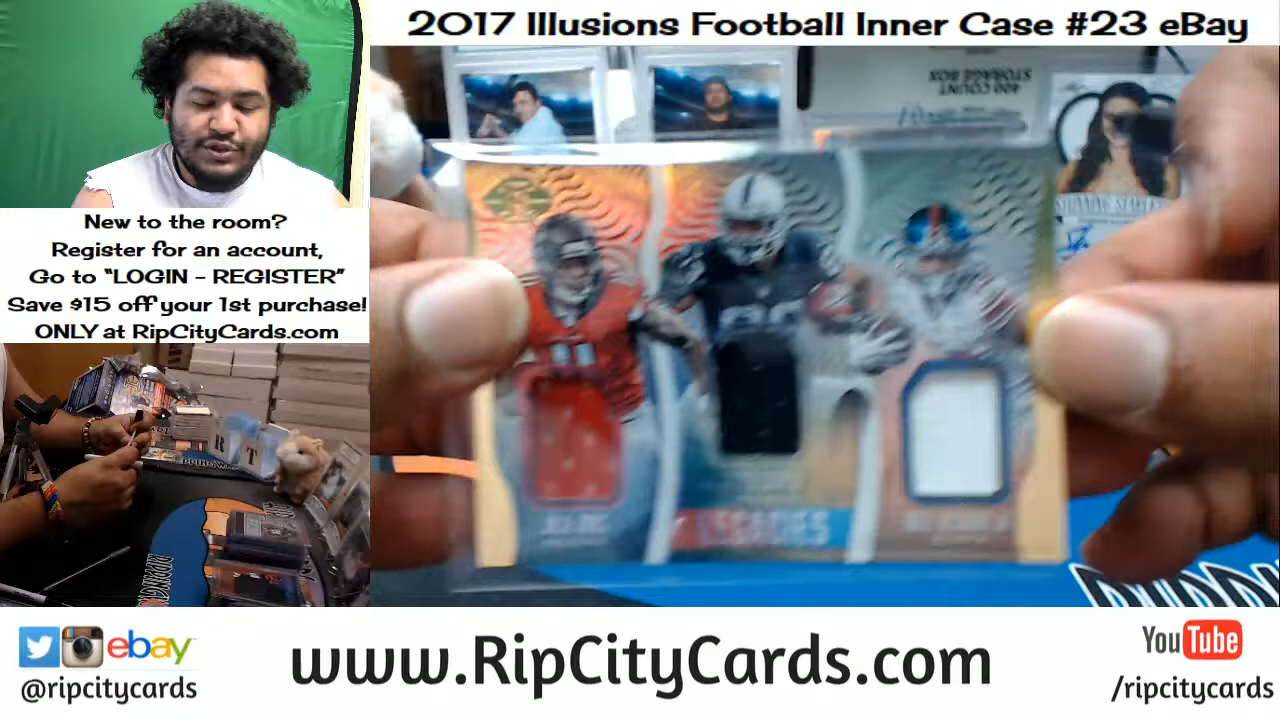 2017 Illusions Football Inner Case #23 eBay
400 COUNT
STORAGE BOX
New to the room?
Register for an account,
Go to "LOGIN - REGISTER"
Save $15 off your 1st purchase!
ONLY at RipCityCards.com
LEGACIES
R T
ebay
@ripcitycards
www.RipCityCards.com
YouTube
/ripcitycards